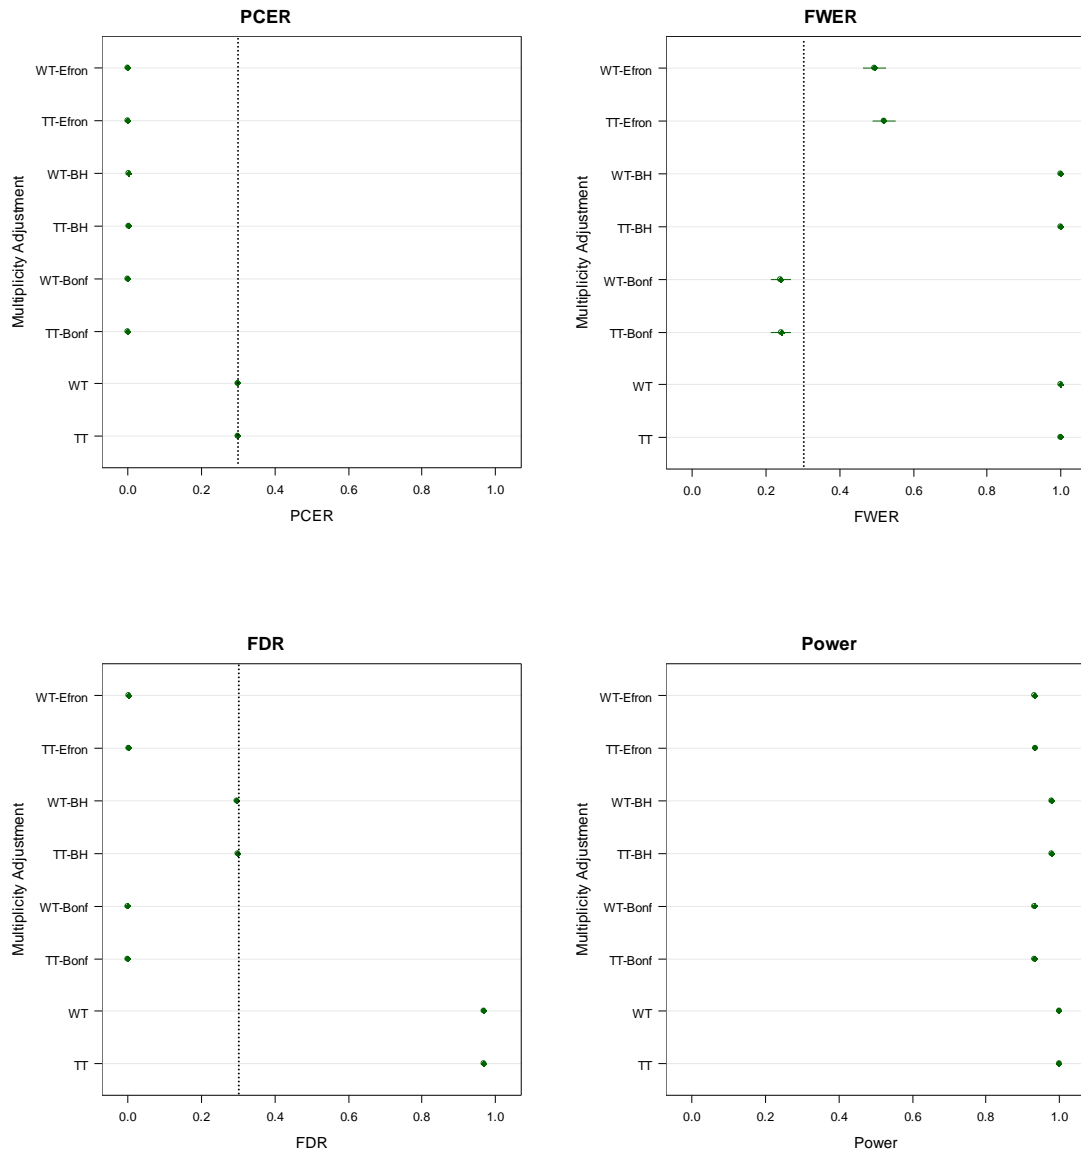 PCER
Multiplicity Adjustment
WT-Efron
TT-Efron
WT-BH
TT-BH
WT-Bonf
TT-Bonf
WT
TT
0.0 0.2 0.4 0.6 0.8 1.0
PCER
FWER
Multiplicity Adjustment
WT-Efron
TT-Efron
WT-BH
TT-BH
WT-Bonf
TT-Bonf
WT
TT
0.0 0.2 0.4 0.6 0.8 1.0
FWER
FDR
Multiplicity Adjustment
WT-Efron
TT-Efron
WT-BH
TT-BH
WT-Bonf
TT-Bonf
WT
TT
0.0 0.2 0.4 0.6 0.8 1.0
FDR
Power
Multiplicity Adjustment
WT-Efron
TT-Efron
WT-BH
TT-BH
WT-Bonf
TT-Bonf
WT
TT
0.0 0.2 0.4 0.6 0.8 1.0
Power